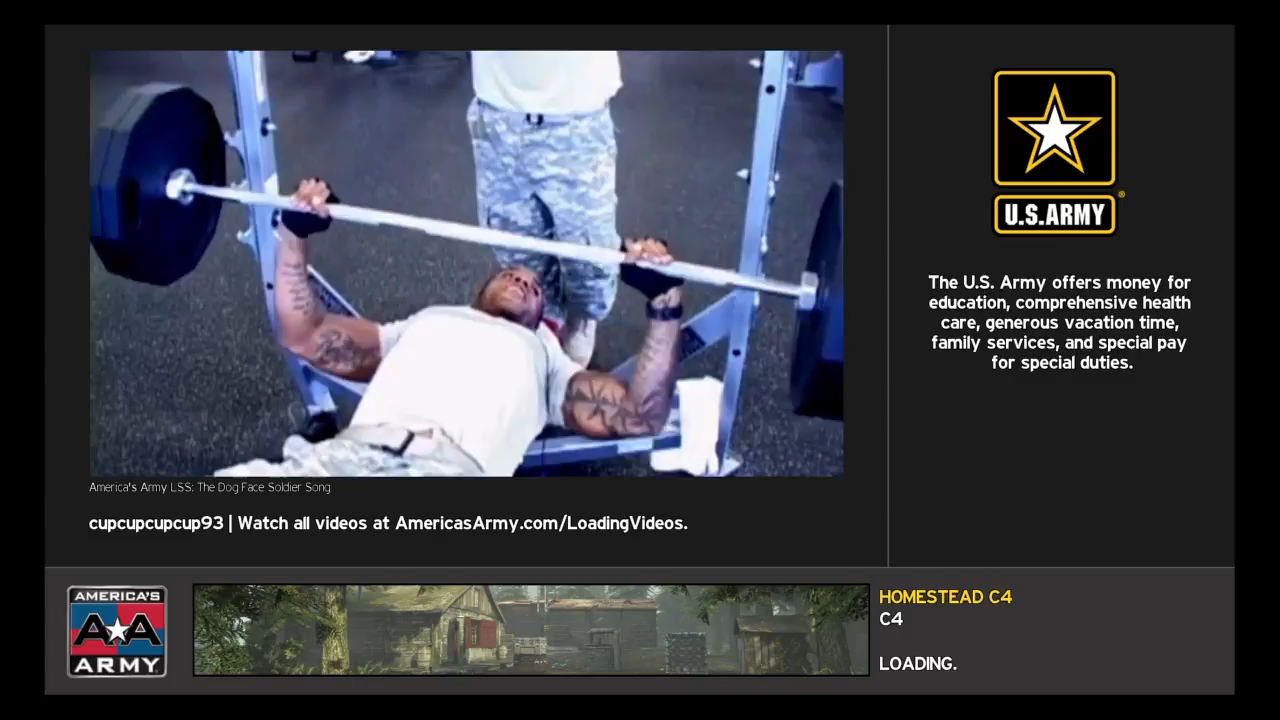 U.S.ARMY
®
The U.S. Army offers money for
education, comprehensive health
care, generous vacation time,
family services, and special pay
for special duties.
America's Army LSS: The Dog Face Soldier Song
cupcupcupcup93 | Watch all videos at AmericasArmy.com/LoadingVideos.
AMERICA'S
AA
ARMY
HOMESTEAD C4
C4
LOADING.